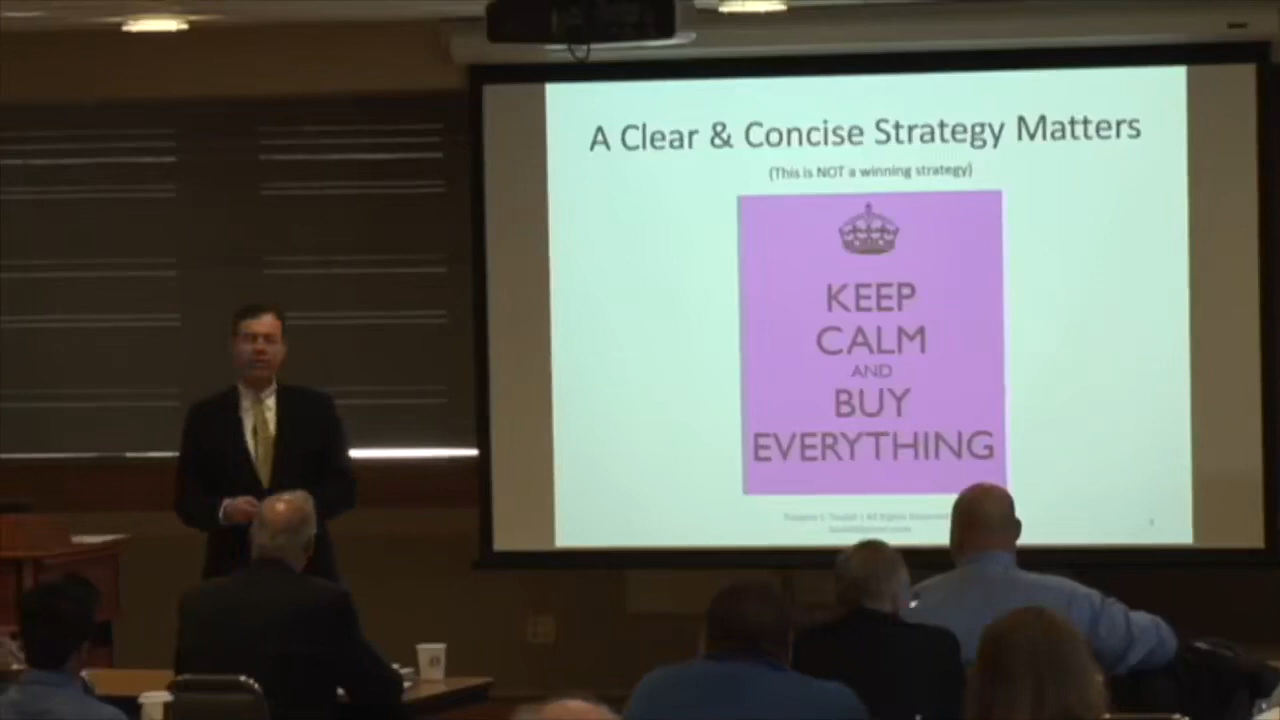 A Clear & Concise Strategy Matters
(This is NOT a winning strategy)
KEEP
CALM
AND
BUY
EVERYTHING